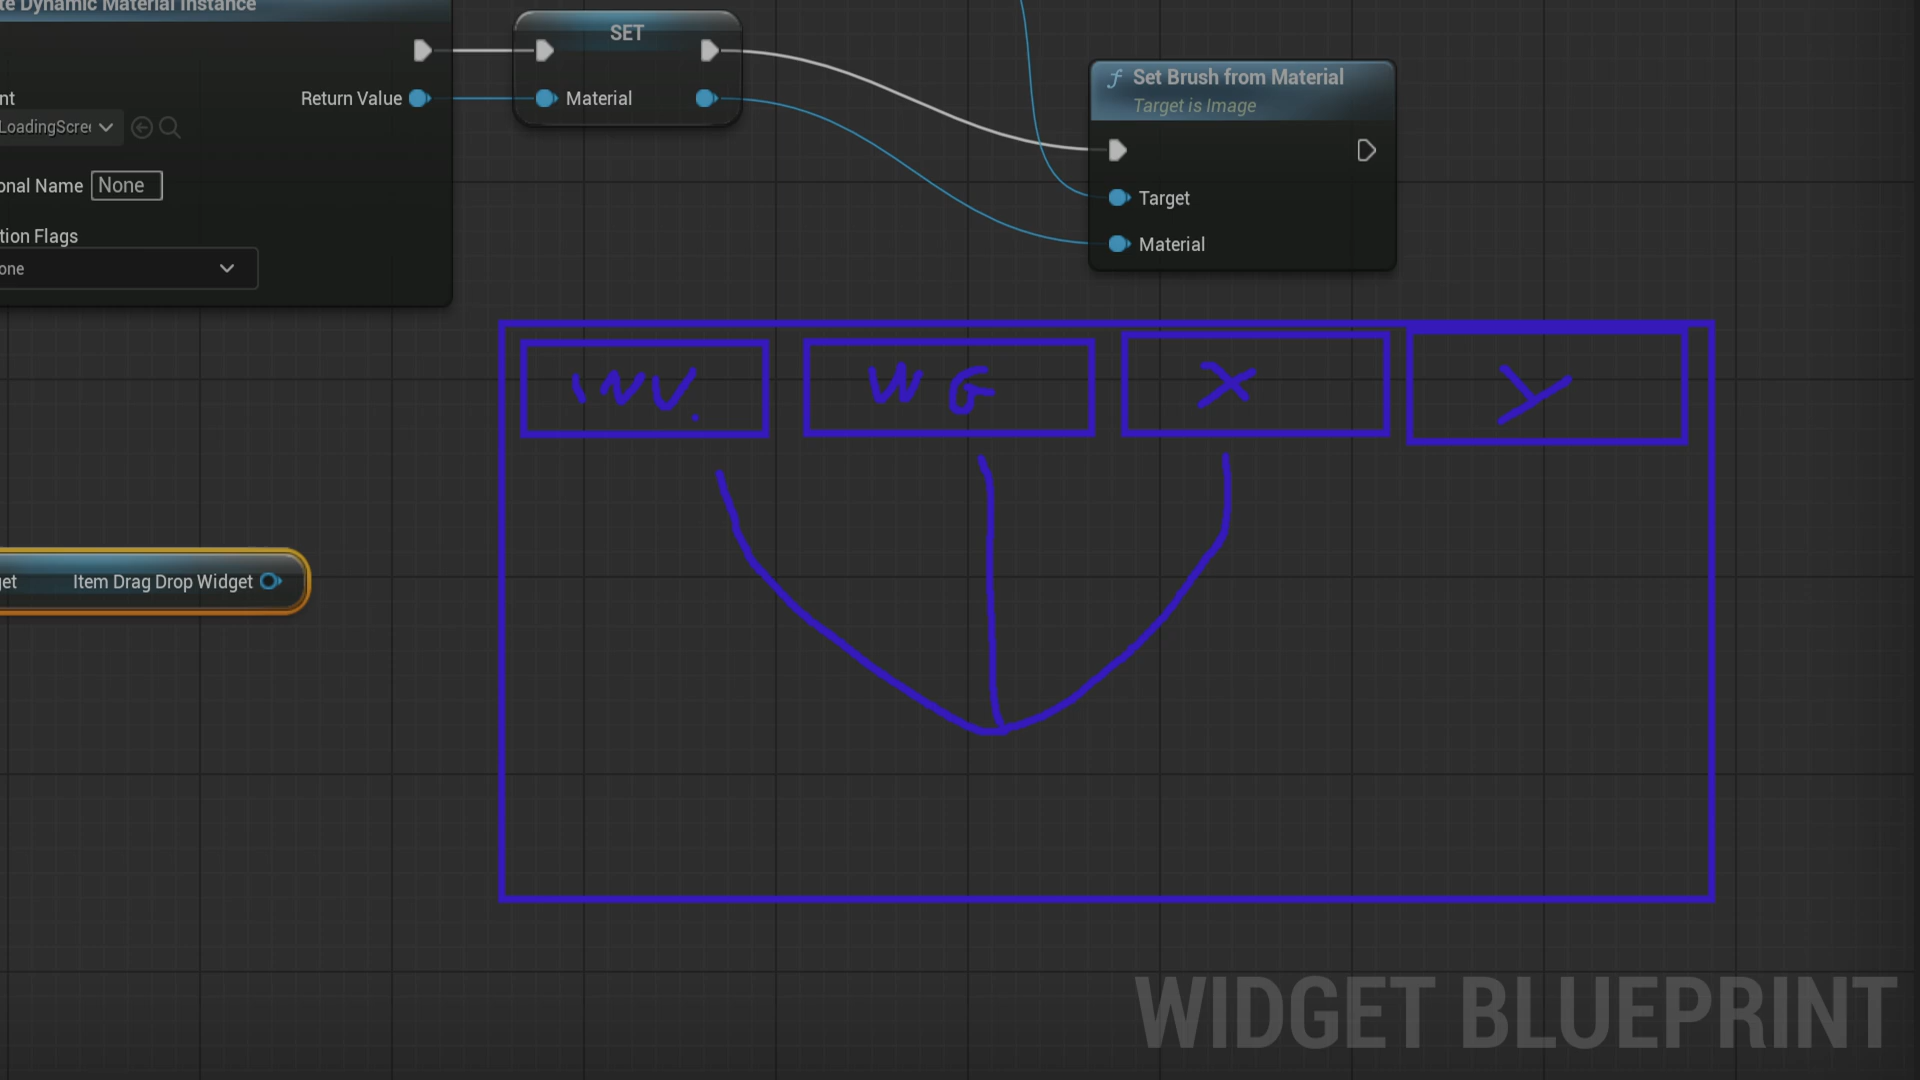 te Dynamic Material Instance
SET
Return Value
Material
nt
LoadingScre
onal Name None
tion Flags
one
f Set Brush from Material
Target is Image
Target
Material
INV.
W G
X
Y
get
Item Drag Drop Widget
WIDGET BLUEPRINT